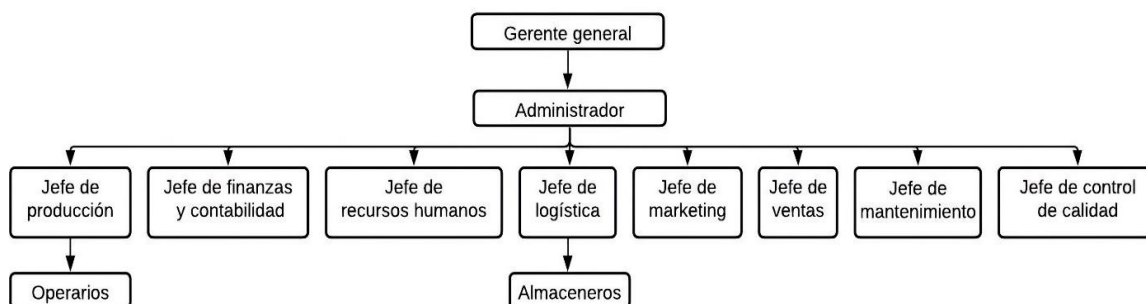 Gerente general
Administrador
Jefe de
producción
Jefe de finanzas
y contabilidad
Jefe de
recursos humanos
Jefe de
logística
Jefe de
marketing
Jefe de
ventas
Jefe de
mantenimiento
Jefe de control
de calidad
Operarios
Almaceneros